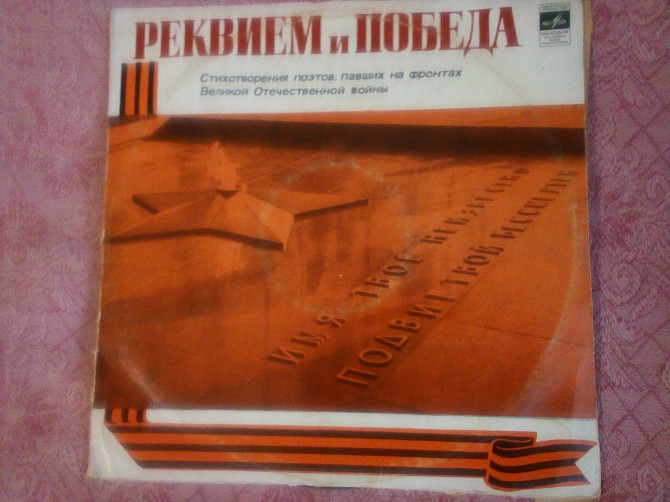 РЕКВИЕМ И ПОБЕДА
Стихотворения поэтов, павших на фронтах
Великой Отечественной войны
ИМЯ ТВОЕ НЕИЗВЕСТНО
ПОДВИГ ТВОЙ БЕССМЕРТЕН